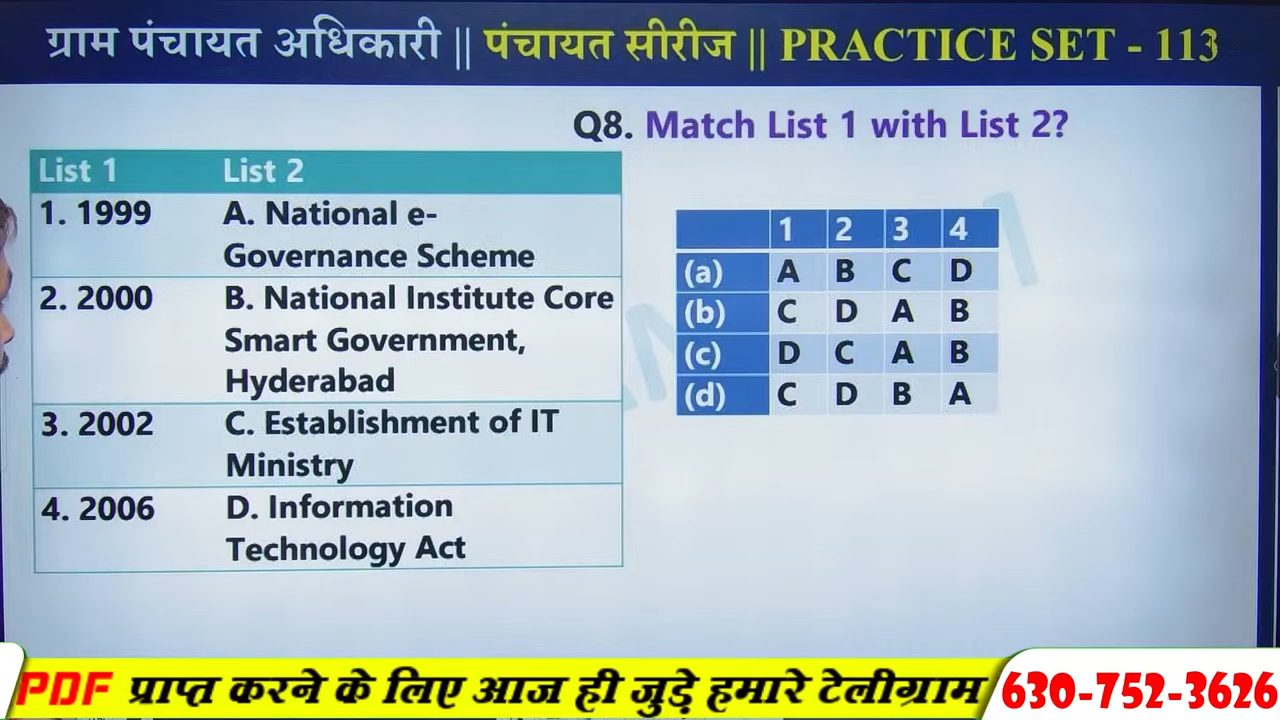 ग्राम पंचायत अधिकारी || पंचायत सीरीज || PRACTICE SET - 113
Q8. Match List 1 with List 2?
List 1 List 2
1. 1999 A. National e-
Governance Scheme
2. 2000 B. National Institute Core
Smart Government,
Hyderabad
3. 2002 C. Establishment of IT
Ministry
4. 2006 D. Information
Technology Act
1 2 3 4
(a) A B C D
(b) C D A B
(c) D C A B
(d) C D B A
PDF प्राप्त करने के लिए आज ही जुड़े हमारे टेलीग्राम 630-752-3626